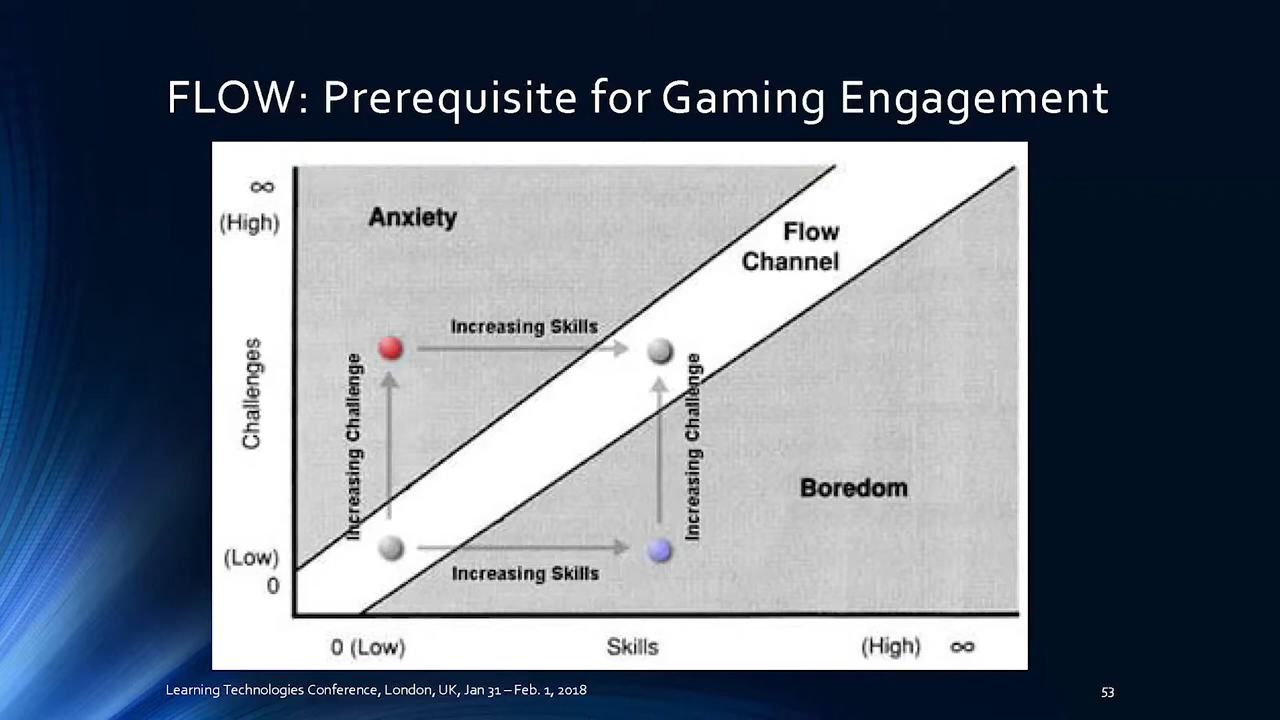 FLOW: Prerequisite for Gaming Engagement
∞
(High)
Anxiety
Flow
Channel
Increasing Skills
Challenges
Increasing Challenge
Increasing Challenge
Boredom
(Low)
0
Increasing Skills
0 (Low)
Skills
(High) ∞
Learning Technologies Conference, London, UK, Jan 31 – Feb. 1, 2018
53